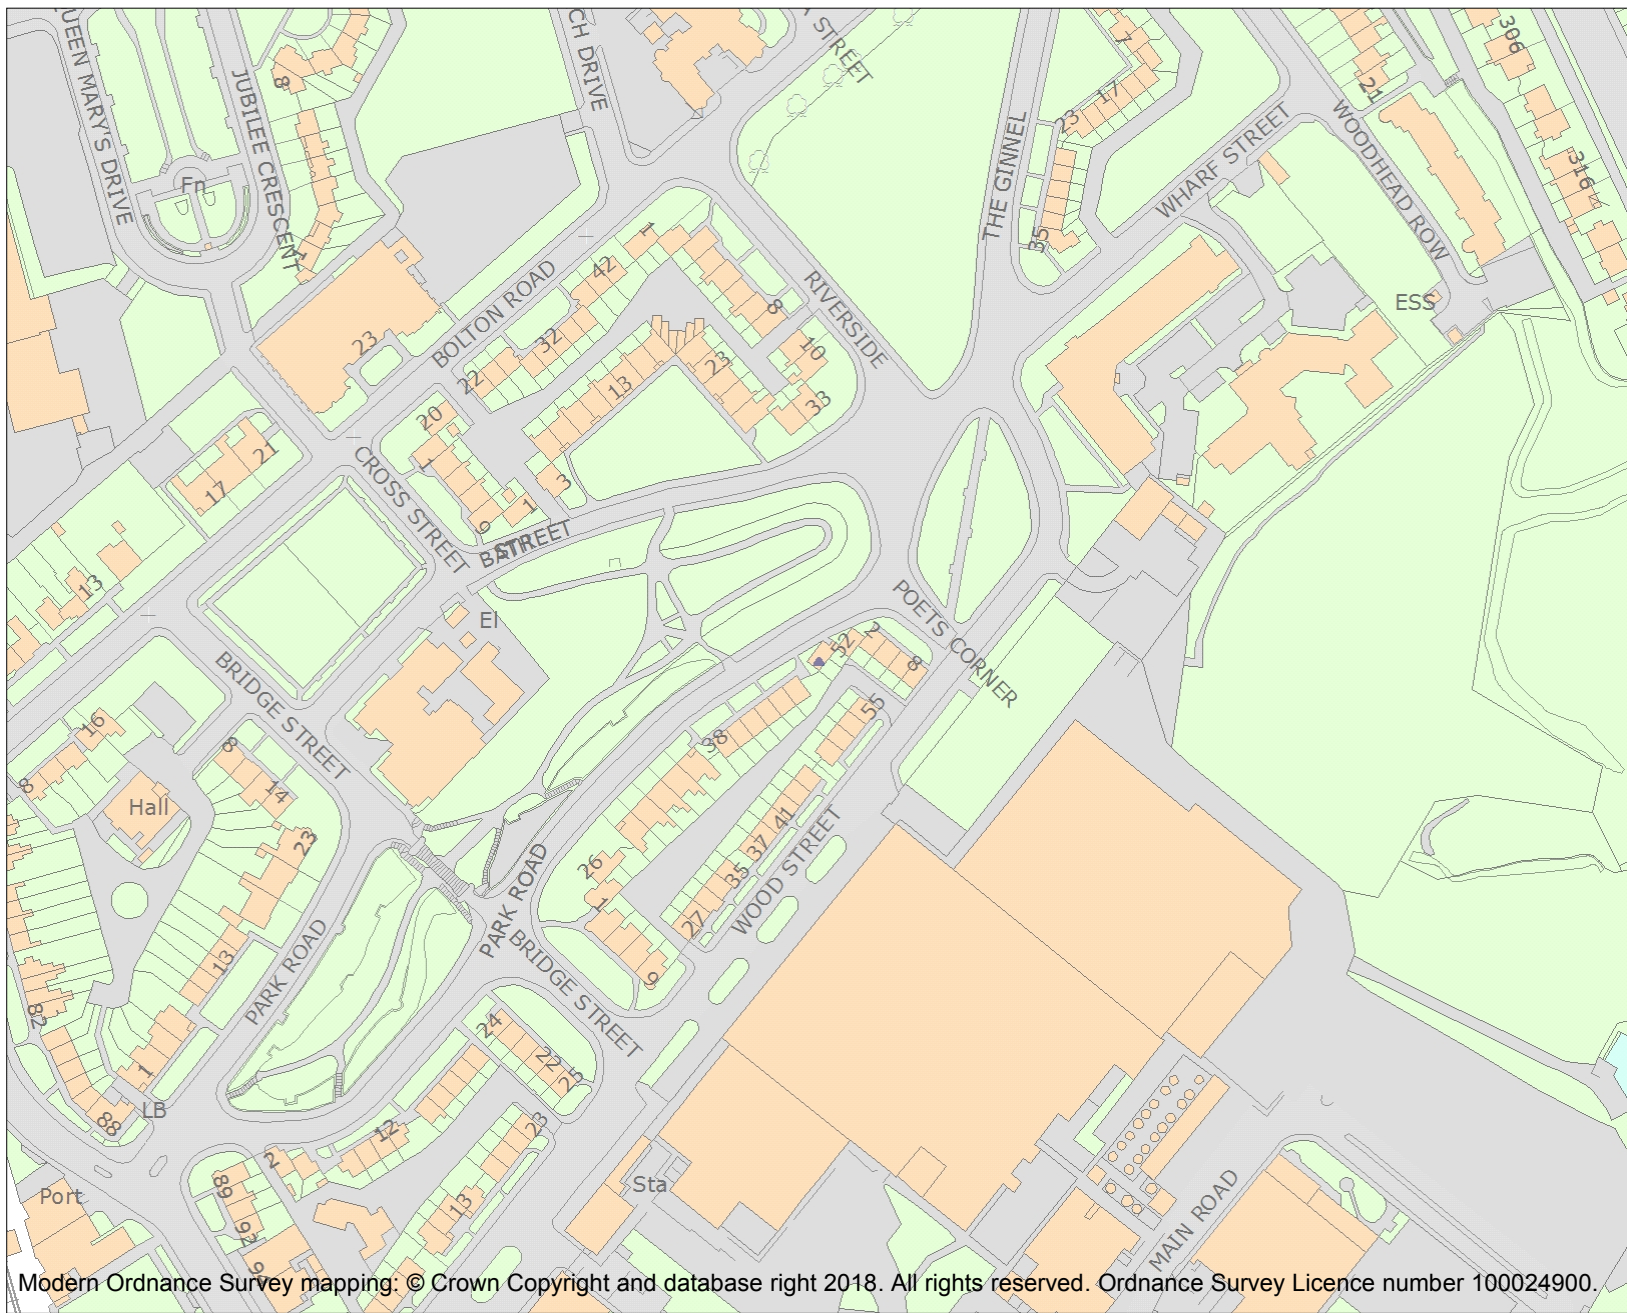 UEEN MARY'S DRIVE
JUBILEE CRESCENT
8
CH DRIVE
STREET
7
17
23
THE GINNEL
35
WHARF STREET
21
WOODHEAD ROW
306
316
Fn
1
1
42
BOLTON ROAD
32
22
20
23
RIVERSIDE
8
10
ESS
23
13
33
21
17
CROSS STREET
1
3
1
9
STREET
13
El
POETS CORNER
52
2
8
BRIDGE STREET
16
8
8
14
Hall
38
55
23
41
37
35
WOOD STREET
26
PARK ROAD
1
27
BRIDGE STREET
9
13
PARK ROAD
82
24
22
25
1
88
LB
12
23
2
89
92
94
13
Port
Sta
MAIN ROAD
Modern Ordnance Survey mapping: © Crown Copyright and database right 2018. All rights reserved. Ordnance Survey Licence number 100024900.